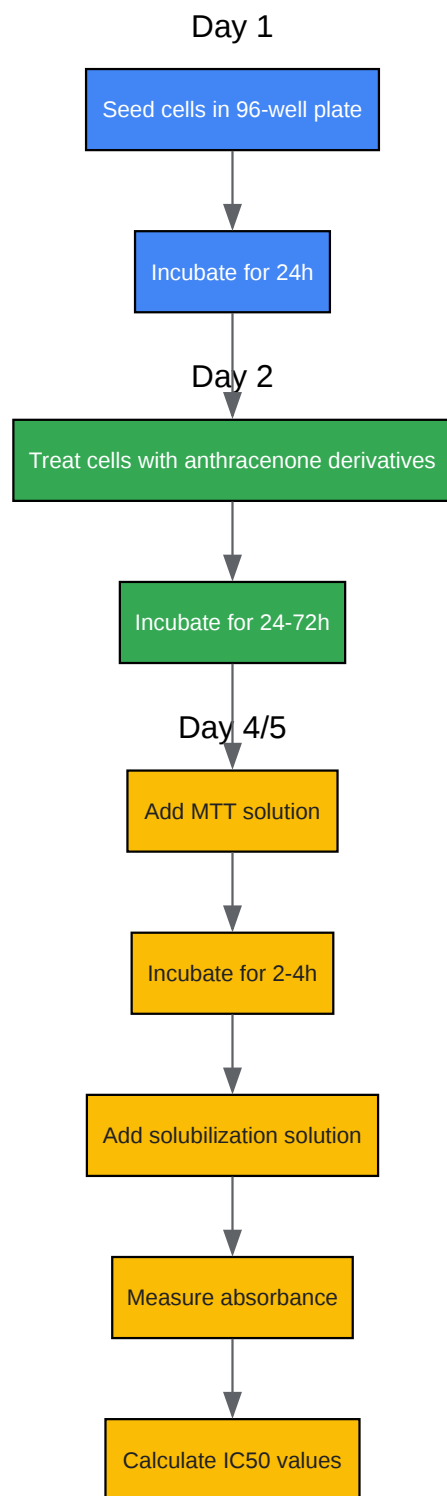 Day 1
Seed cells in 96-well plate
Incubate for 24h
Day 2
Treat cells with anthracenone derivatives
Incubate for 24-72h
Day 4/5
Add MTT solution
Incubate for 2-4h
Add solubilization solution
Measure absorbance
Calculate IC50 values